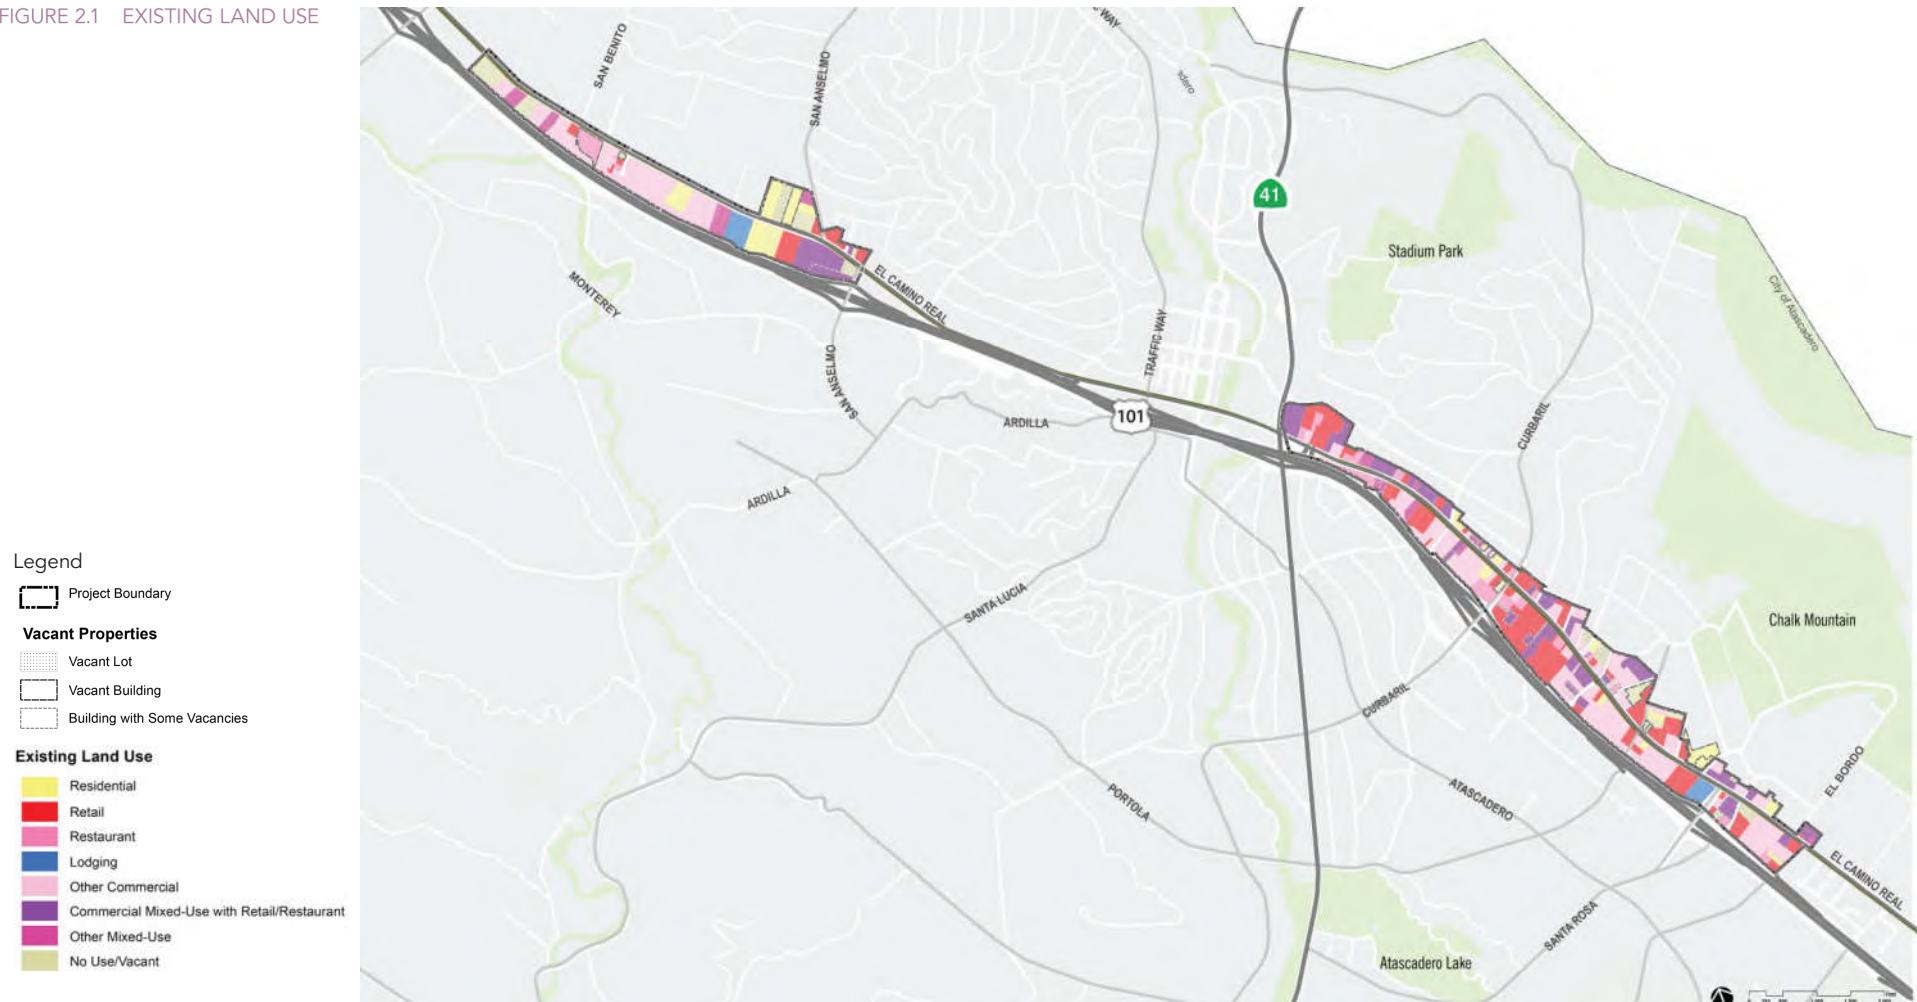 FIGURE 2.1 EXISTING LAND USE
SAN BENITO
SAN ANSELMO
WAY
41
Stadium Park
MONTEREY
EL CAMINO REAL
City of Atascadero
TRAFFIC WAY
SAN ANSELMO
101
ARDILLA
CURBARIL
ARDILLA
SANTA LUCIA
Chalk Mountain
CURBARIL
PORTOLA
ATASCADERO
EL BORDO
EL CAMINO REAL
SANTA ROSA
Atascadero Lake
Legend
Project Boundary
Vacant Properties
Vacant Lot
Vacant Building
Building with Some Vacancies
Existing Land Use
Residential
Retail
Restaurant
Lodging
Other Commercial
Commercial Mixed-Use with Retail/Restaurant
Other Mixed-Use
No Use/Vacant